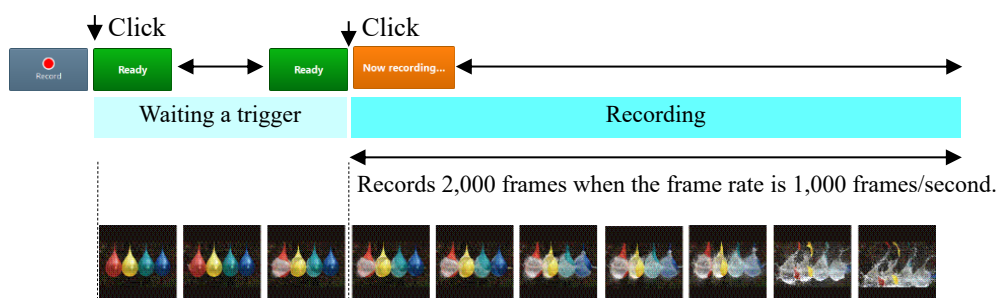 Click
Click
Record
Ready
Ready
Now recording...
Waiting a trigger
Recording
Records 2,000 frames when the frame rate is 1,000 frames/second.